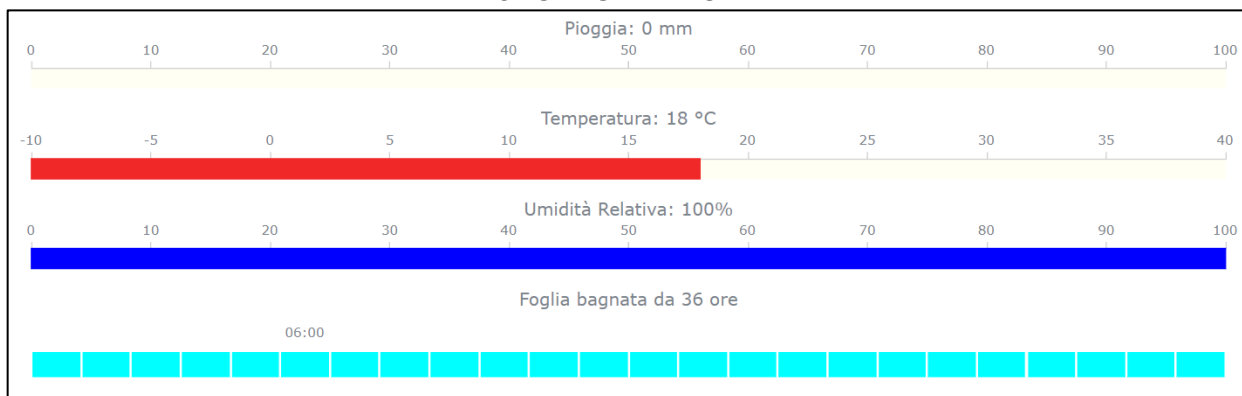 Pioggia: 0 mm
0 10 20 30 40 50 60 70 80 90 100
Temperatura: 18 °C
-10 -5 0 5 10 15 20 25 30 35 40
Umidità Relativa: 100%
0 10 20 30 40 50 60 70 80 90 100
Foglia bagnata da 36 ore
06:00